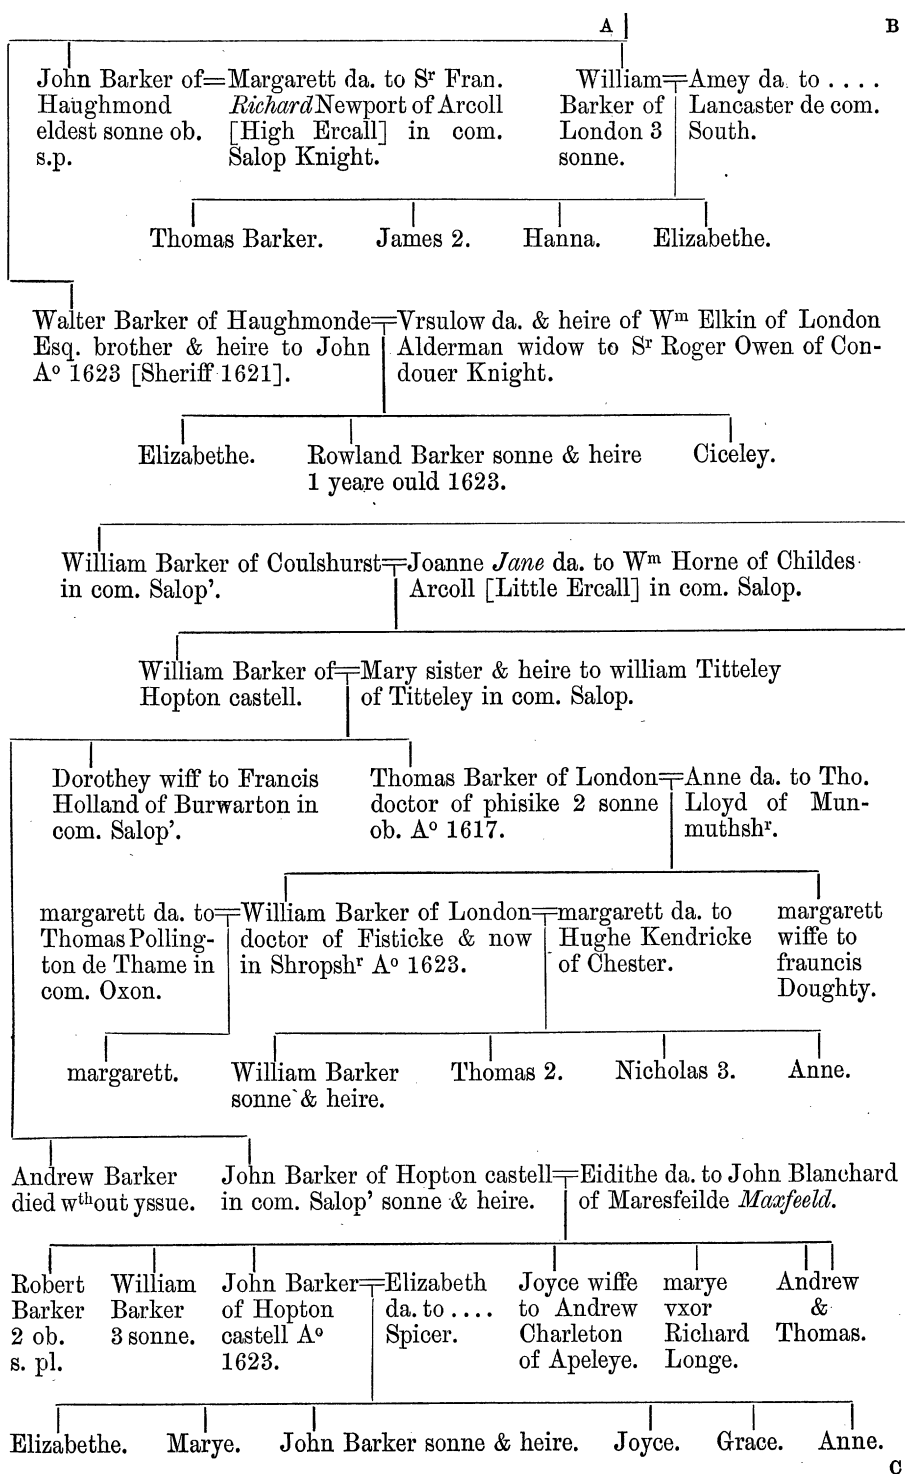 A B
John Barker of=Margarett da. to Sr Fran.
Haughmond Richard Newport of Arcoll
eldest sonne ob. [High Ercall] in com.
s.p. Salop Knight.
William=Amey da. to . . . .
Barker of Lancaster de com.
London 3 South.
sonne.
Thomas Barker. James 2. Hanna. Elizabethe.
Walter Barker of Haughmonde=Vrsulow da. & heire of Wm Elkin of London
Esq. brother & heire to John Alderman widow to Sr Roger Owen of Con-
Ao 1623 [Sheriff 1621]. douer Knight.
Elizabethe. Rowland Barker sonne & heire Ciceley.
1 yeare ould 1623.
William Barker of Coulshurst=Joanne Jane da. to Wm Horne of Childes
in com. Salop’. Arcoll [Little Ercall] in com. Salop.
William Barker of=Mary sister & heire to william Titteley
Hopton castell. of Titteley in com. Salop.
Dorothey wiff to Francis
Holland of Burwarton in
com. Salop’.
Thomas Barker of London=Anne da. to Tho.
doctor of phisike 2 sonne Lloyd of Mun-
ob. Ao 1617. muthshr.
margarett da. to=William Barker of London=margarett da. to
Thomas Polling- doctor of Fisticke & now Hughe Kendricke
ton de Thame in in Shropshr Ao 1623. of Chester.
com. Oxon.
margarett
wiffe to
frauncis
Doughty.
margarett. William Barker Thomas 2. Nicholas 3. Anne.
sonne & heire.
Andrew Barker John Barker of Hopton castell=Eidithe da. to John Blanchard
died wthout yssue. in com. Salop’ sonne & heire. of Maresfeilde Maxfeeld.
Robert
Barker
2 ob.
s. pl.
William
Barker
3 sonne.
John Barker=Elizabeth
of Hopton da. to . . . .
castell Ao Spicer.
1623.
Joyce wiffe
to Andrew
Charleton
of Apeleye.
marye
vxor
Richard
Longe.
Andrew
&
Thomas.
Elizabethe. Marye. John Barker sonne & heire. Joyce. Grace. Anne.
C